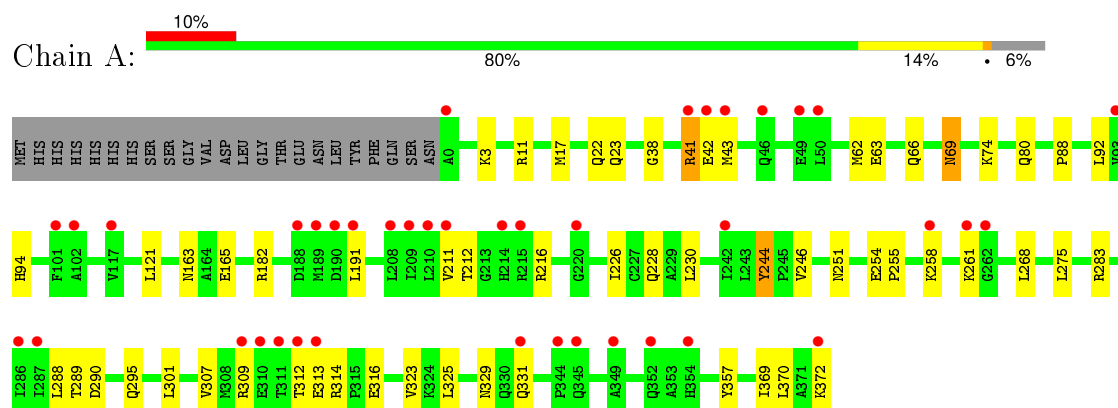 10%
Chain A:
80% 14% • 6%
MET HIS HIS HIS HIS HIS HIS SER SER GLY VAL ASP LEU GLY THR GLU ASN LEU TYR PHE GLN SER ASN A0 K3 R11 M17 Q22 Q23 G38 R41 E42 M43 Q46 E49 L50 M62 E63 Q66 N69 K74 Q80 P88 L92 V93
H94 F101 A102 V117 L121 N163 A164 E165 R182 D188 M189 D190 L191 L208 I209 L210 V211 T212 G213 H214 R215 R216 G220 I226 C227 Q228 A229 L230 I242 L243 Y244 P245 V246 N251 E254 P255 K258 K261 G262 L268 L275 R283
I286 I287 L288 T289 D290 Q295 L301 V307 M308 R309 E310 T311 T312 E313 R314 P315 E316 V323 K324 L325 N329 Q330 Q331 P344 Q345 A349 Q352 A353 H354 Y357 I369 L370 A371 K372